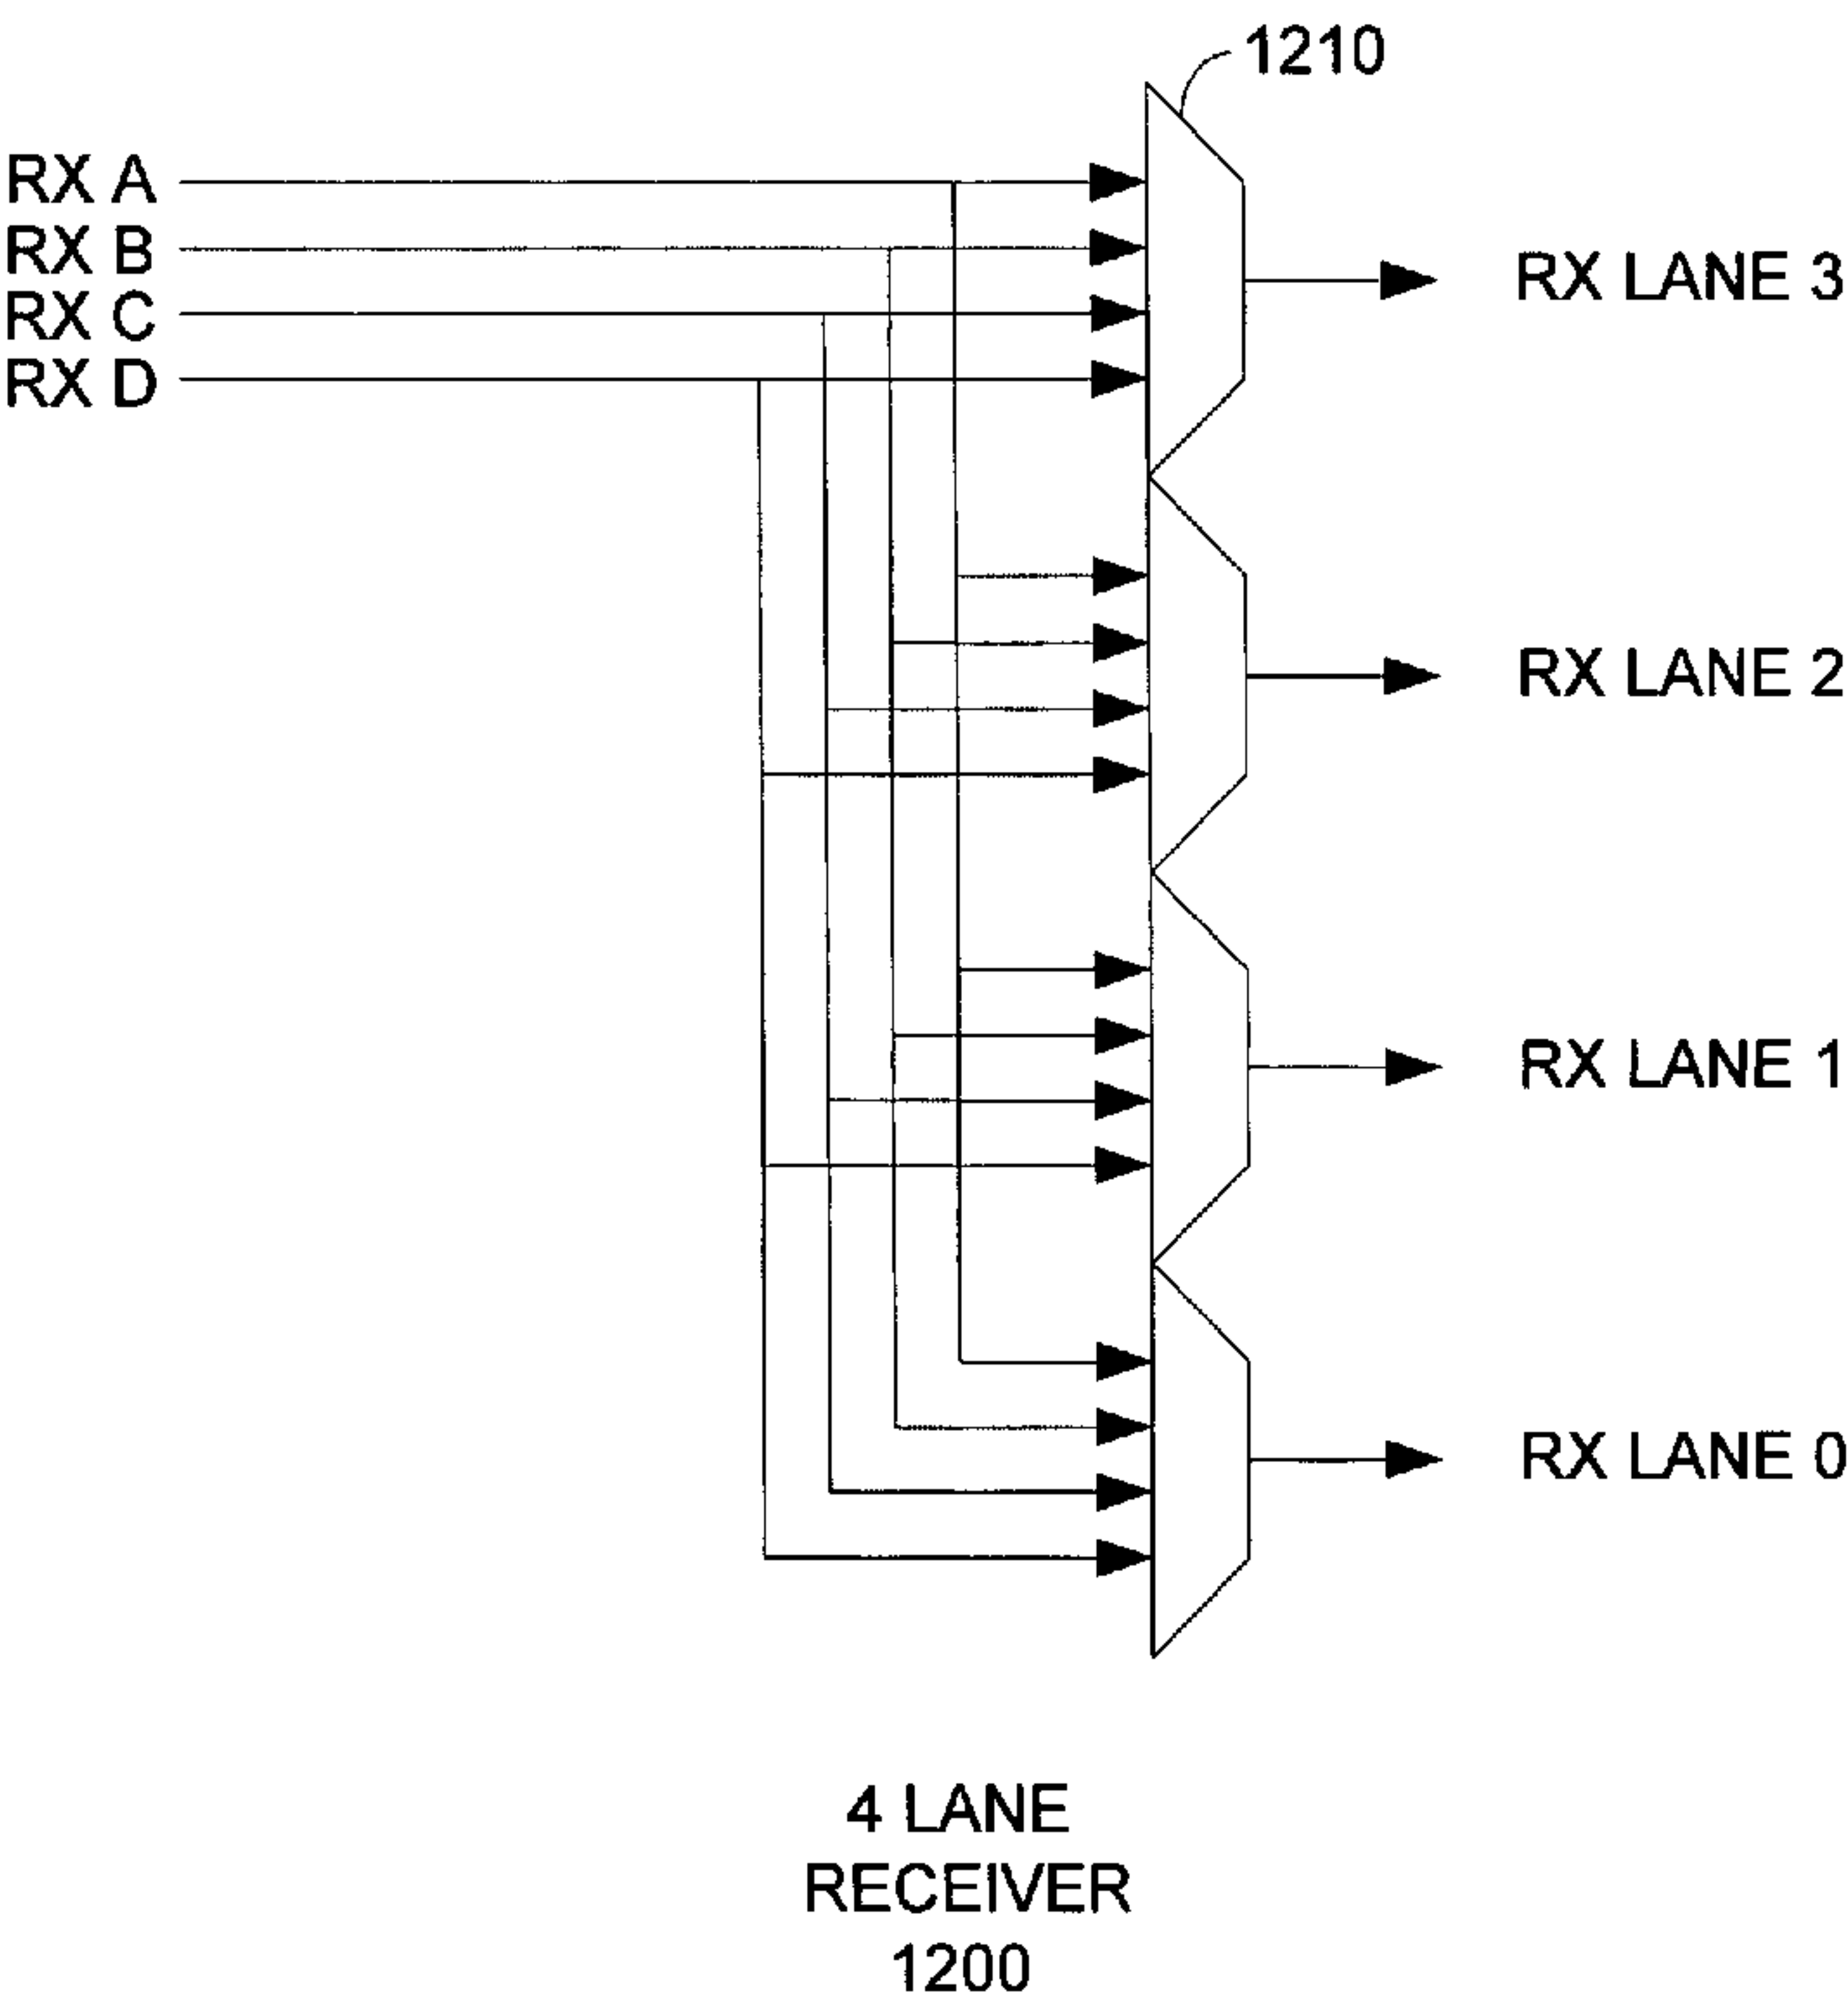 1210
RX A
RX B
RX C
RX D
RX LANE 3
RX LANE 2
RX LANE 1
RX LANE 0
4 LANE
RECEIVER
1200